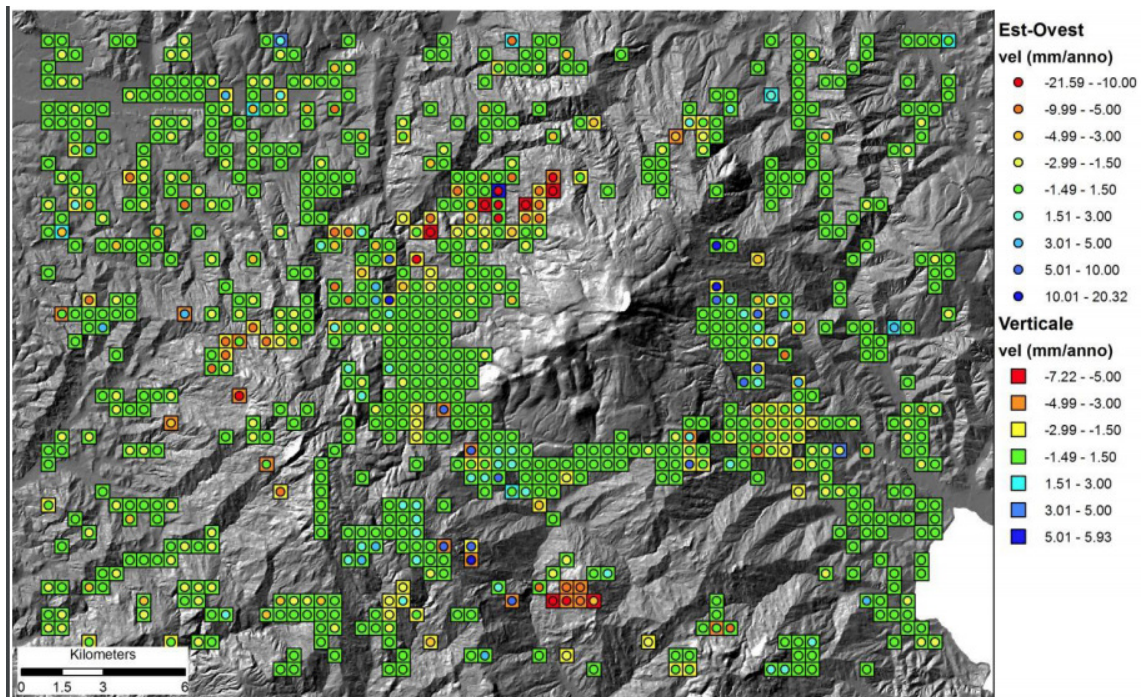 Est-Ovest
vel (mm/anno)
-21.59 - -10.00
-9.99 - -5.00
-4.99 - -3.00
-2.99 - -1.50
-1.49 - 1.50
1.51 - 3.00
3.01 - 5.00
5.01 - 10.00
10.01 - 20.32
Verticale
vel (mm/anno)
-7.22 - -5.00
-4.99 - -3.00
-2.99 - -1.50
-1.49 - 1.50
1.51 - 3.00
3.01 - 5.00
5.01 - 5.93
Kilometers
0 1.5 3 6